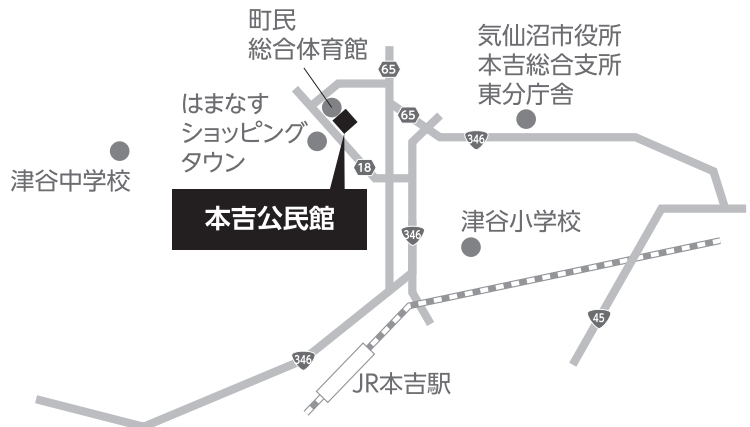 町民
総合体育館
気仙沼市役所
本吉総合支所
東分庁舎
65
はまなす
ショッピング
タウン
65
346
津谷中学校
18
本吉公民館
津谷小学校
346
45
346
JR本吉駅